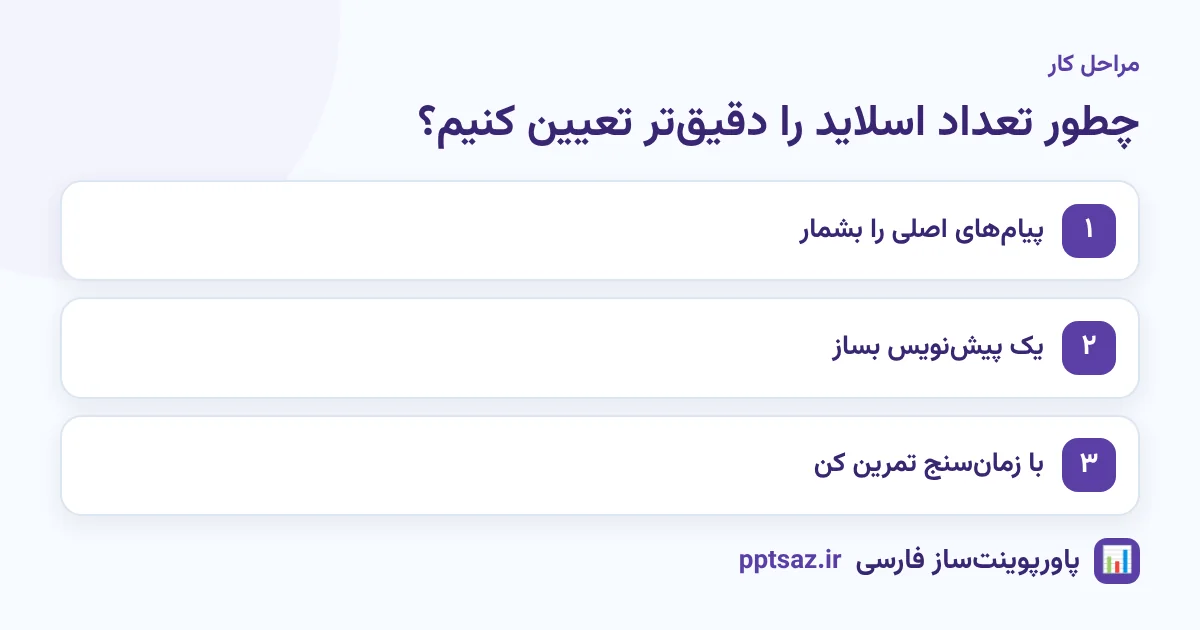 مراحل کار
چطور تعداد اسلاید را دقیق‌تر تعیین کنیم؟
۱ پیام‌های اصلی را بشمار
۲ یک پیش‌نویس بساز
۳ با زمان‌سنج تمرین کن
پاورپوینت‌ساز فارسی pptsaz.ir